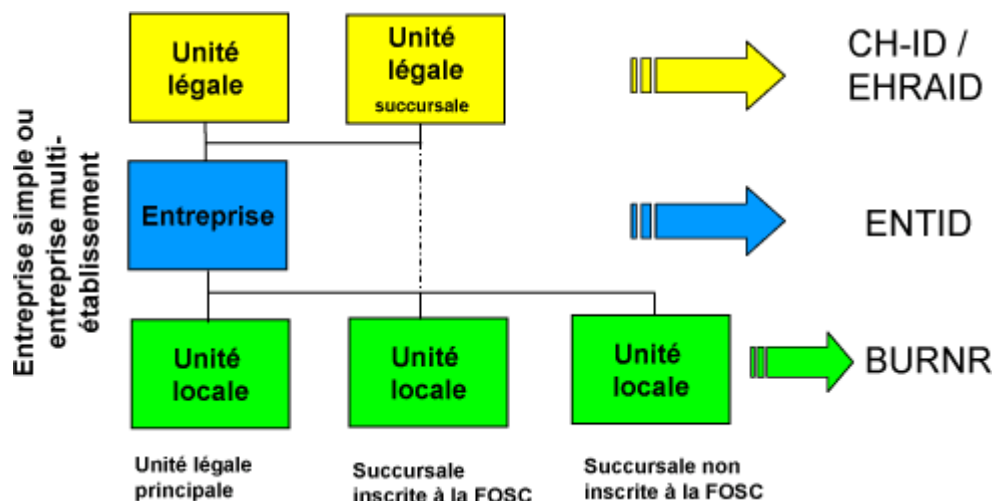 Entreprise simple ou
entreprise multi-
établissement
Unité
légale
Unité
légale
succursale
CH-ID /
EHRAID
Entreprise
ENTID
Unité
locale
Unité
locale
Unité
locale
BURNR
Unité légale
principale
Succursale
inscrite à la FOSC
Succursale non
inscrite à la FOSC